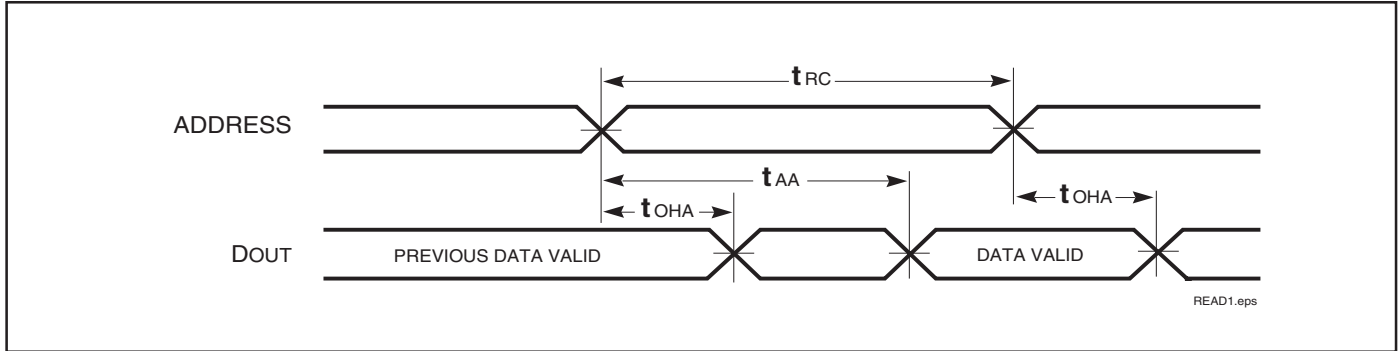 tRC
ADDRESS
tAA
tOHA
tOHA
DOUT
PREVIOUS DATA VALID
DATA VALID
READ1.eps